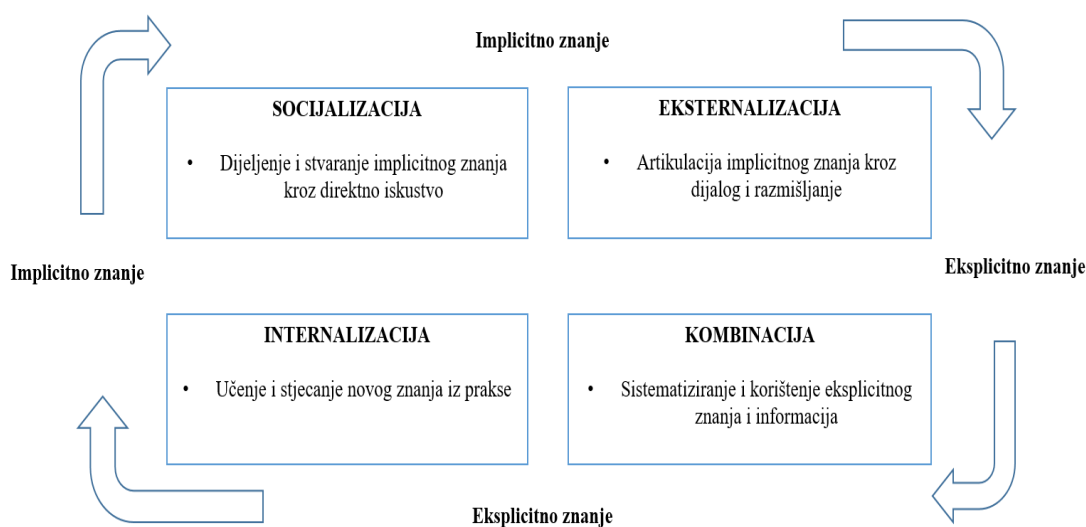 Implicitno znanje
SOCIJALIZACIJA
• Dijeljenje i stvaranje implicitnog znanja
kroz direktno iskustvo
EKSTERNALIZACIJA
• Artikulacija implicitnog znanja kroz
dijalog i razmišljanje
Implicitno znanje
Eksplicitno znanje
INTERNALIZACIJA
• Učenje i stjecanje novog znanja iz prakse
KOMBINACIJA
• Sistematiziranje i korištenje eksplicitnog
znanja i informacija
Eksplicitno znanje